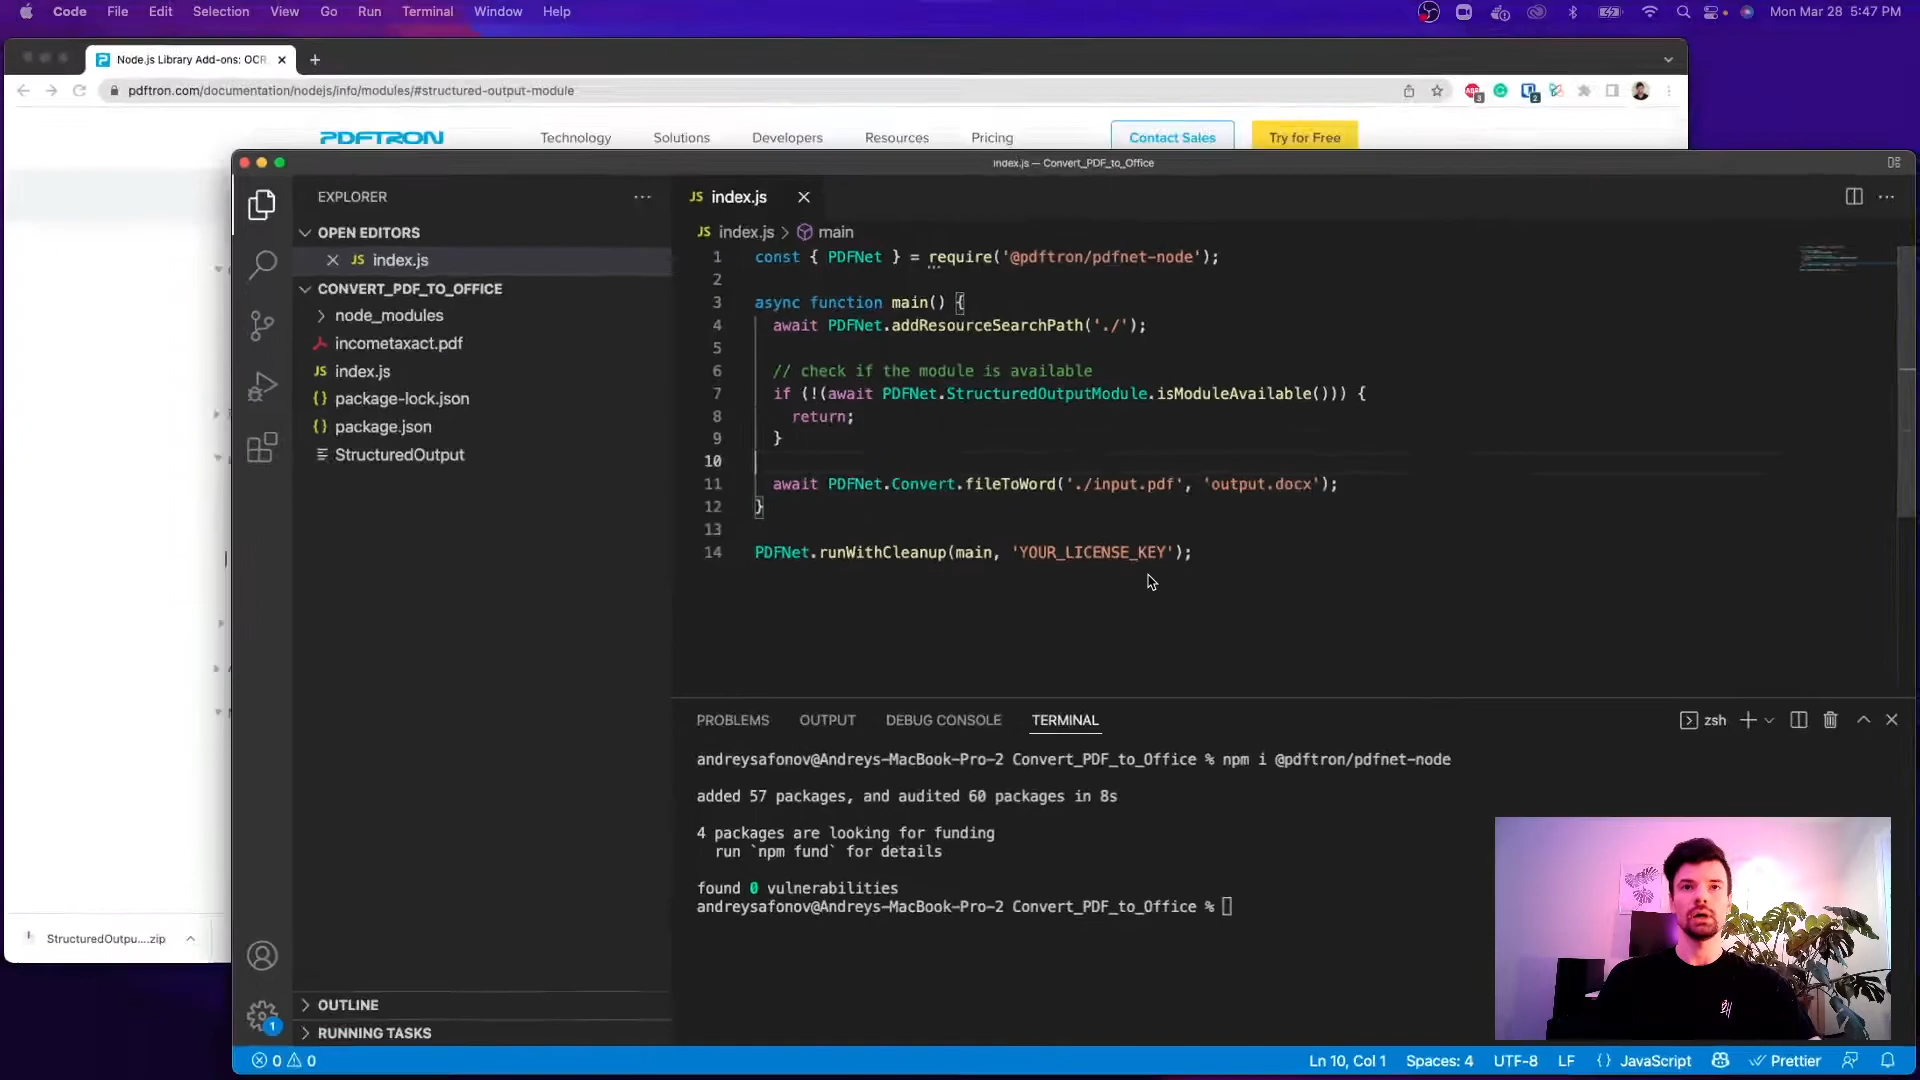 Code File Edit Selection View Go Run Terminal Window Help
Mon Mar 28 5:47 PM
Node.js Library Add-ons: OCR
pdftron.com/documentation/nodejs/info/modules/#structured-output-module
PDFTRON Technology Solutions Developers Resources Pricing Contact Sales Try for Free
index.js — Convert_PDF_to_Office
EXPLORER
OPEN EDITORS
JS index.js
CONVERT_PDF_TO_OFFICE
node_modules
incometaxact.pdf
JS index.js
{} package-lock.json
{} package.json
StructuredOutput
OUTLINE
RUNNING TASKS
JS index.js
JS index.js > main
1 const { PDFNet } = require('@pdftron/pdfnet-node');
2
3 async function main() {
4 await PDFNet.addResourceSearchPath('./');
5
6 // check if the module is available
7 if (!(await PDFNet.StructuredOutputModule.isModuleAvailable())) {
8 return;
9 }
10
11 await PDFNet.Convert.fileToWord('./input.pdf', 'output.docx');
12 }
13
14 PDFNet.runWithCleanup(main, 'YOUR_LICENSE_KEY');
PROBLEMS OUTPUT DEBUG CONSOLE TERMINAL
zsh
andreysafonov@Andreys-MacBook-Pro-2 Convert_PDF_to_Office % npm i @pdftron/pdfnet-node
added 57 packages, and audited 60 packages in 8s
4 packages are looking for funding
run `npm fund` for details
found 0 vulnerabilities
andreysafonov@Andreys-MacBook-Pro-2 Convert_PDF_to_Office %
StructuredOutpu....zip
1
0 0
Ln 10, Col 1 Spaces: 4 UTF-8 LF {} JavaScript Prettier